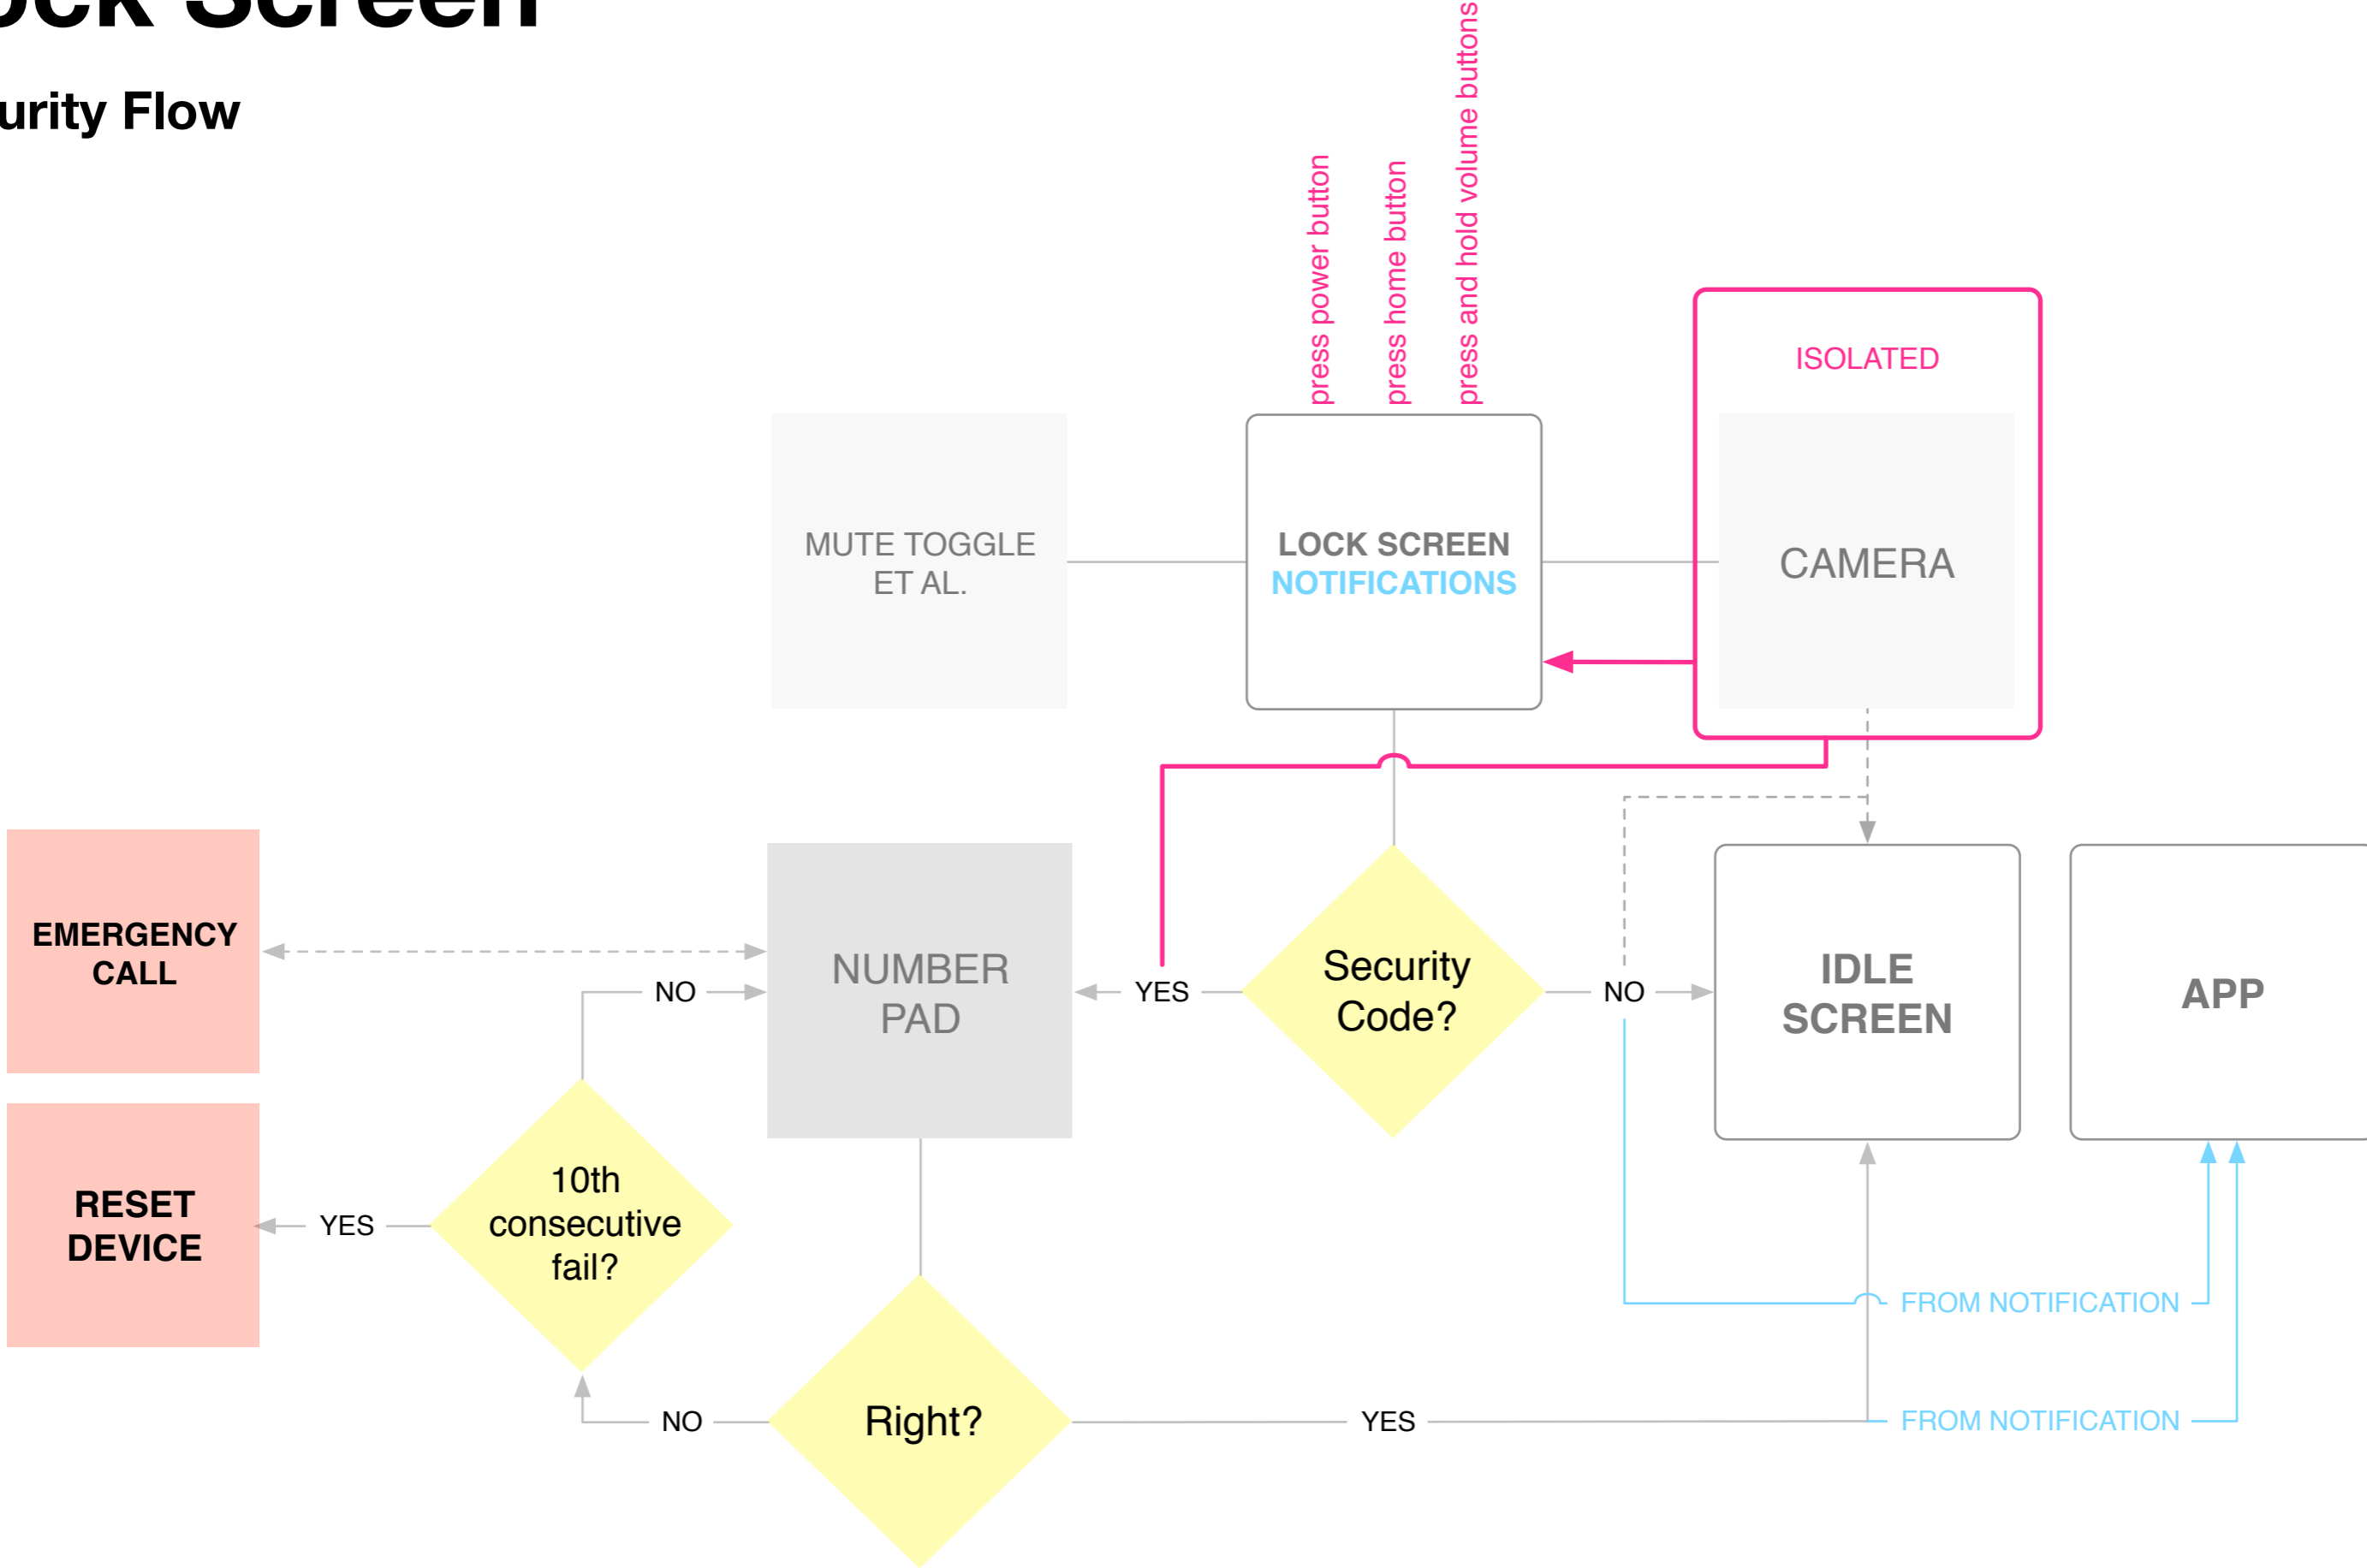 ock Screen
urity Flow
press power button
press home button
press and hold volume buttons
ISOLATED
MUTE TOGGLE
ET AL.
LOCK SCREEN
NOTIFICATIONS
CAMERA
EMERGENCY
CALL
NO
NUMBER
PAD
YES
Security
Code?
NO
IDLE
SCREEN
APP
RESET
DEVICE
YES
10th
consecutive
fail?
FROM NOTIFICATION
NO
Right?
YES
FROM NOTIFICATION